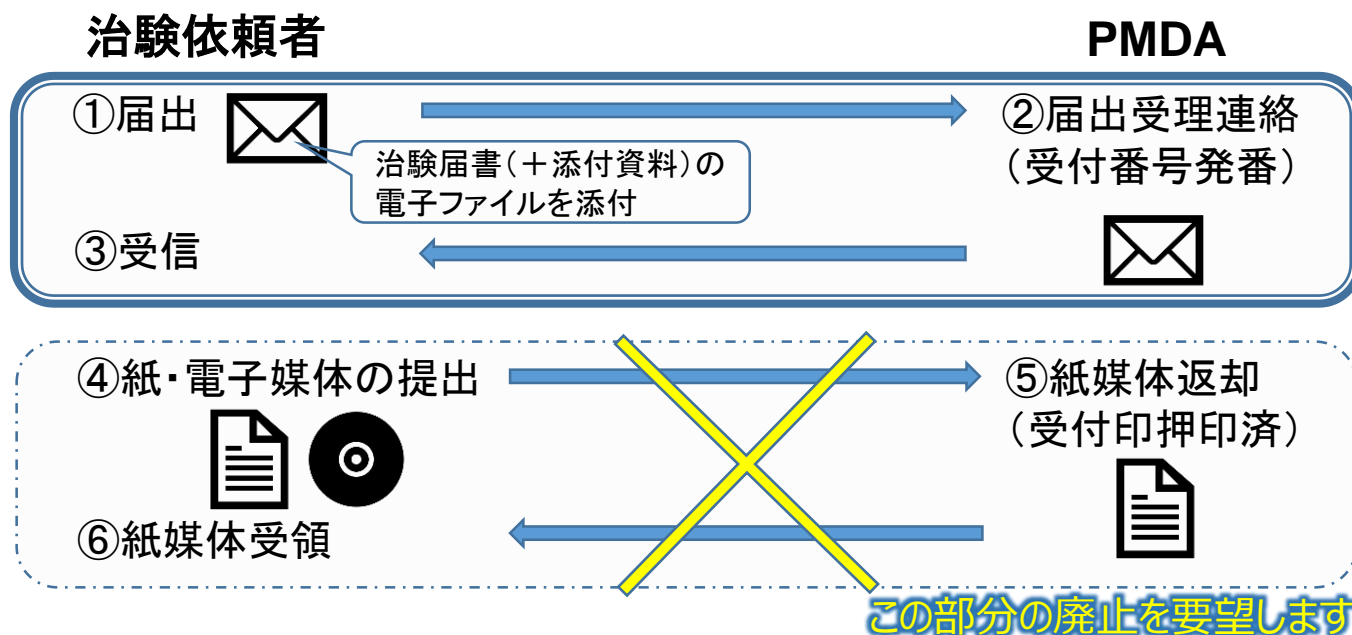 治験依頼者
PMDA
①届出
治験届書(＋添付資料)の
電子ファイルを添付
②届出受理連絡
(受付番号発番)
③受信
④紙・電子媒体の提出
⑤紙媒体返却
(受付印押印済)
⑥紙媒体受領
この部分の廃止を要望します